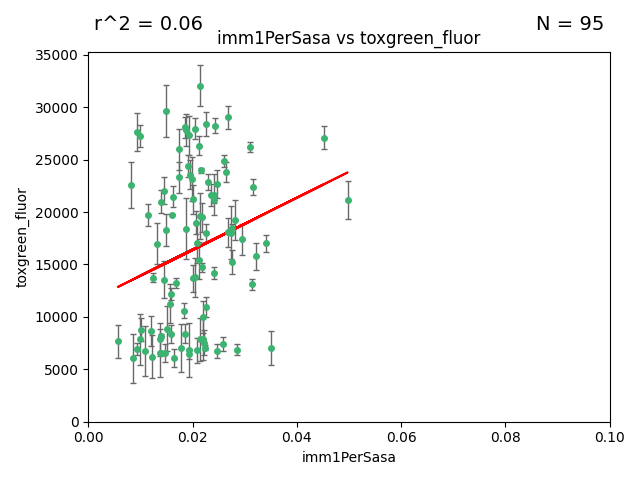 r^2 = 0.06
N = 95
imm1PerSasa vs toxgreen_fluor
35000
30000
25000
20000
15000
10000
5000
0
toxgreen_fluor
0.00 0.02 0.04 0.06 0.08 0.10
imm1PerSasa